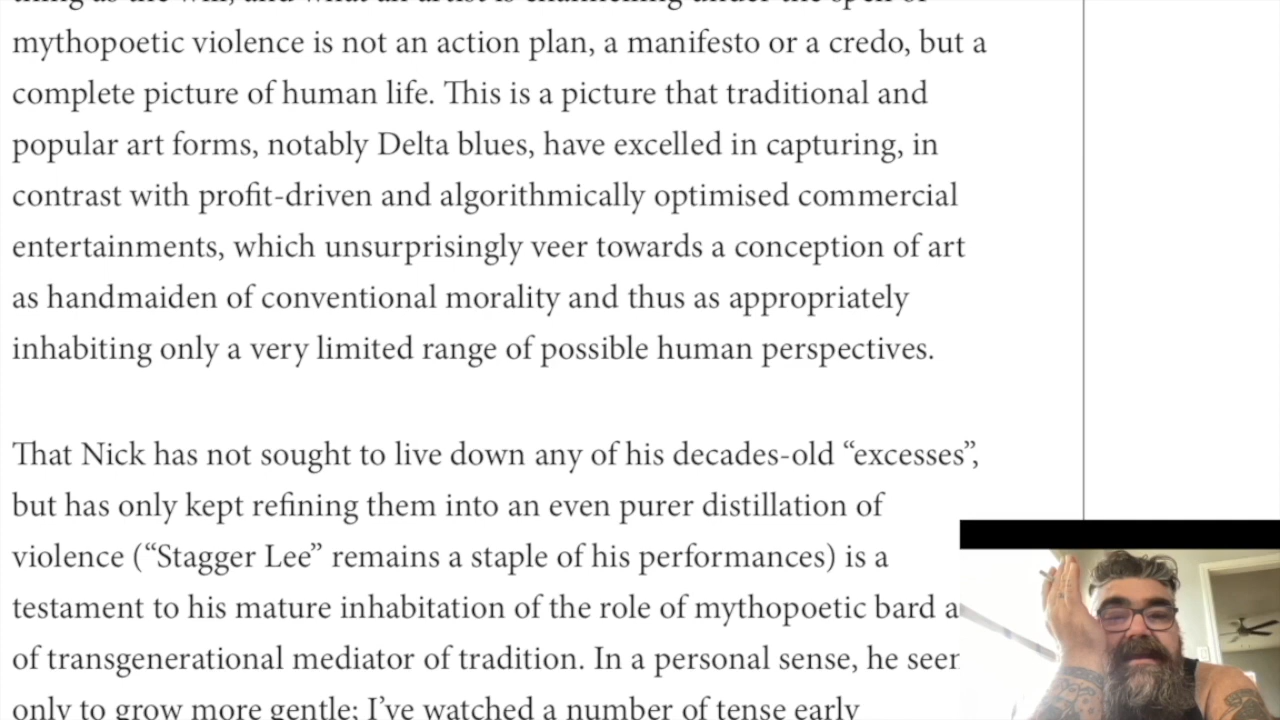 mythopoetic violence is not an action plan, a manifesto or a credo, but a
complete picture of human life. This is a picture that traditional and
popular art forms, notably Delta blues, have excelled in capturing, in
contrast with profit-driven and algorithmically optimised commercial
entertainments, which unsurprisingly veer towards a conception of art
as handmaiden of conventional morality and thus as appropriately
inhabiting only a very limited range of possible human perspectives.
That Nick has not sought to live down any of his decades-old “excesses”,
but has only kept refining them into an even purer distillation of
violence (“Stagger Lee” remains a staple of his performances) is a
testament to his mature inhabitation of the role of mythopoetic bard
of transgenerational mediator of tradition. In a personal sense, he
only to grow more gentle; I’ve watched a number of tense early